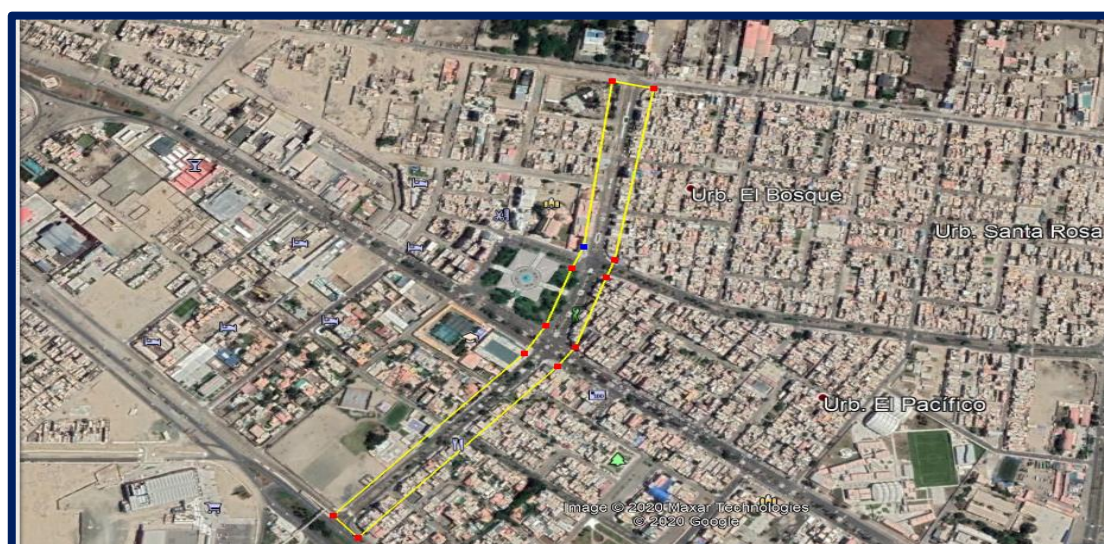 Urb. El Bosque
Urb. Santa Rosa
Urb. El Pacífico
Image © 2020 Maxar Technologies
© 2020 Google